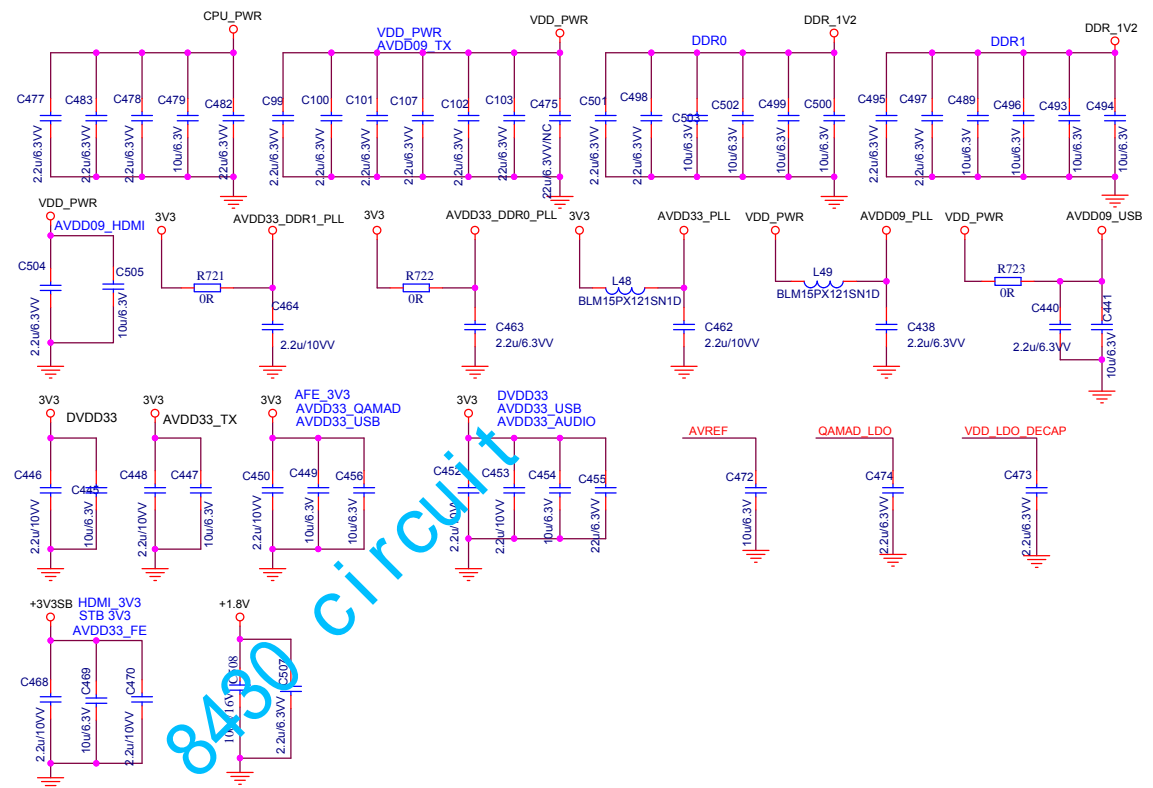 CPU_PWR
C477
2.2u/6.3VV
C483
2.2u/6.3VV
C478
2.2u/6.3VV
C479
10u/6.3V
C482
22u/6.3VV
VDD_PWR
VDD_PWR
AVDD09_TX
C99
2.2u/6.3VV
C100
2.2u/6.3VV
C101
2.2u/6.3VV
C107
2.2u/6.3VV
C102
2.2u/6.3VV
C103
2.2u/6.3VV
C475
22u/6.3VV/NC
DDR_1V2
DDR0
C501
2.2u/6.3VV
C498
2.2u/6.3VV
C503
10u/6.3V
C502
10u/6.3V
C499
10u/6.3V
C500
10u/6.3V
DDR_1V2
DDR1
C495
2.2u/6.3VV
C497
2.2u/6.3VV
C489
10u/6.3V
C496
10u/6.3V
C493
10u/6.3V
C494
10u/6.3V
VDD_PWR
AVDD09_HDMI
C504
2.2u/6.3VV
C505
10u/6.3V
3V3
AVDD33_DDR1_PLL
R721
0R
C464
2.2u/10VV
3V3
AVDD33_DDR0_PLL
R722
0R
C463
2.2u/6.3VV
3V3
AVDD33_PLL
L48
BLM15PX121SN1D
C462
2.2u/10VV
VDD_PWR
AVDD09_PLL
L49
BLM15PX121SN1D
C438
2.2u/6.3VV
VDD_PWR
AVDD09_USB
R723
0R
C440
2.2u/6.3VV
C441
10u/6.3V
3V3
DVDD33
C446
2.2u/10VV
C445
10u/6.3V
3V3
AVDD33_TX
C448
2.2u/10VV
C447
10u/6.3V
3V3
AFE_3V3
AVDD33_QAMAD
AVDD33_USB
C450
2.2u/10VV
C449
10u/6.3V
C456
10u/6.3V
3V3
DVDD33
AVDD33_USB
AVDD33_AUDIO
C452
2.2u/10VV
C453
2.2u/10VV
C454
10u/6.3V
C455
22u/6.3VV
AVREF
C472
10u/6.3V
QAMAD_LDO
C474
2.2u/6.3VV
VDD_LDO_DECAP
C473
2.2u/6.3VV
+3V3SB
HDMI_3V3
STB 3V3
AVDD33_FE
C468
2.2u/10VV
C469
10u/6.3V
C470
2.2u/10VV
+1.8V
C508
C507
2.2u/6.3VV
8430 circuit